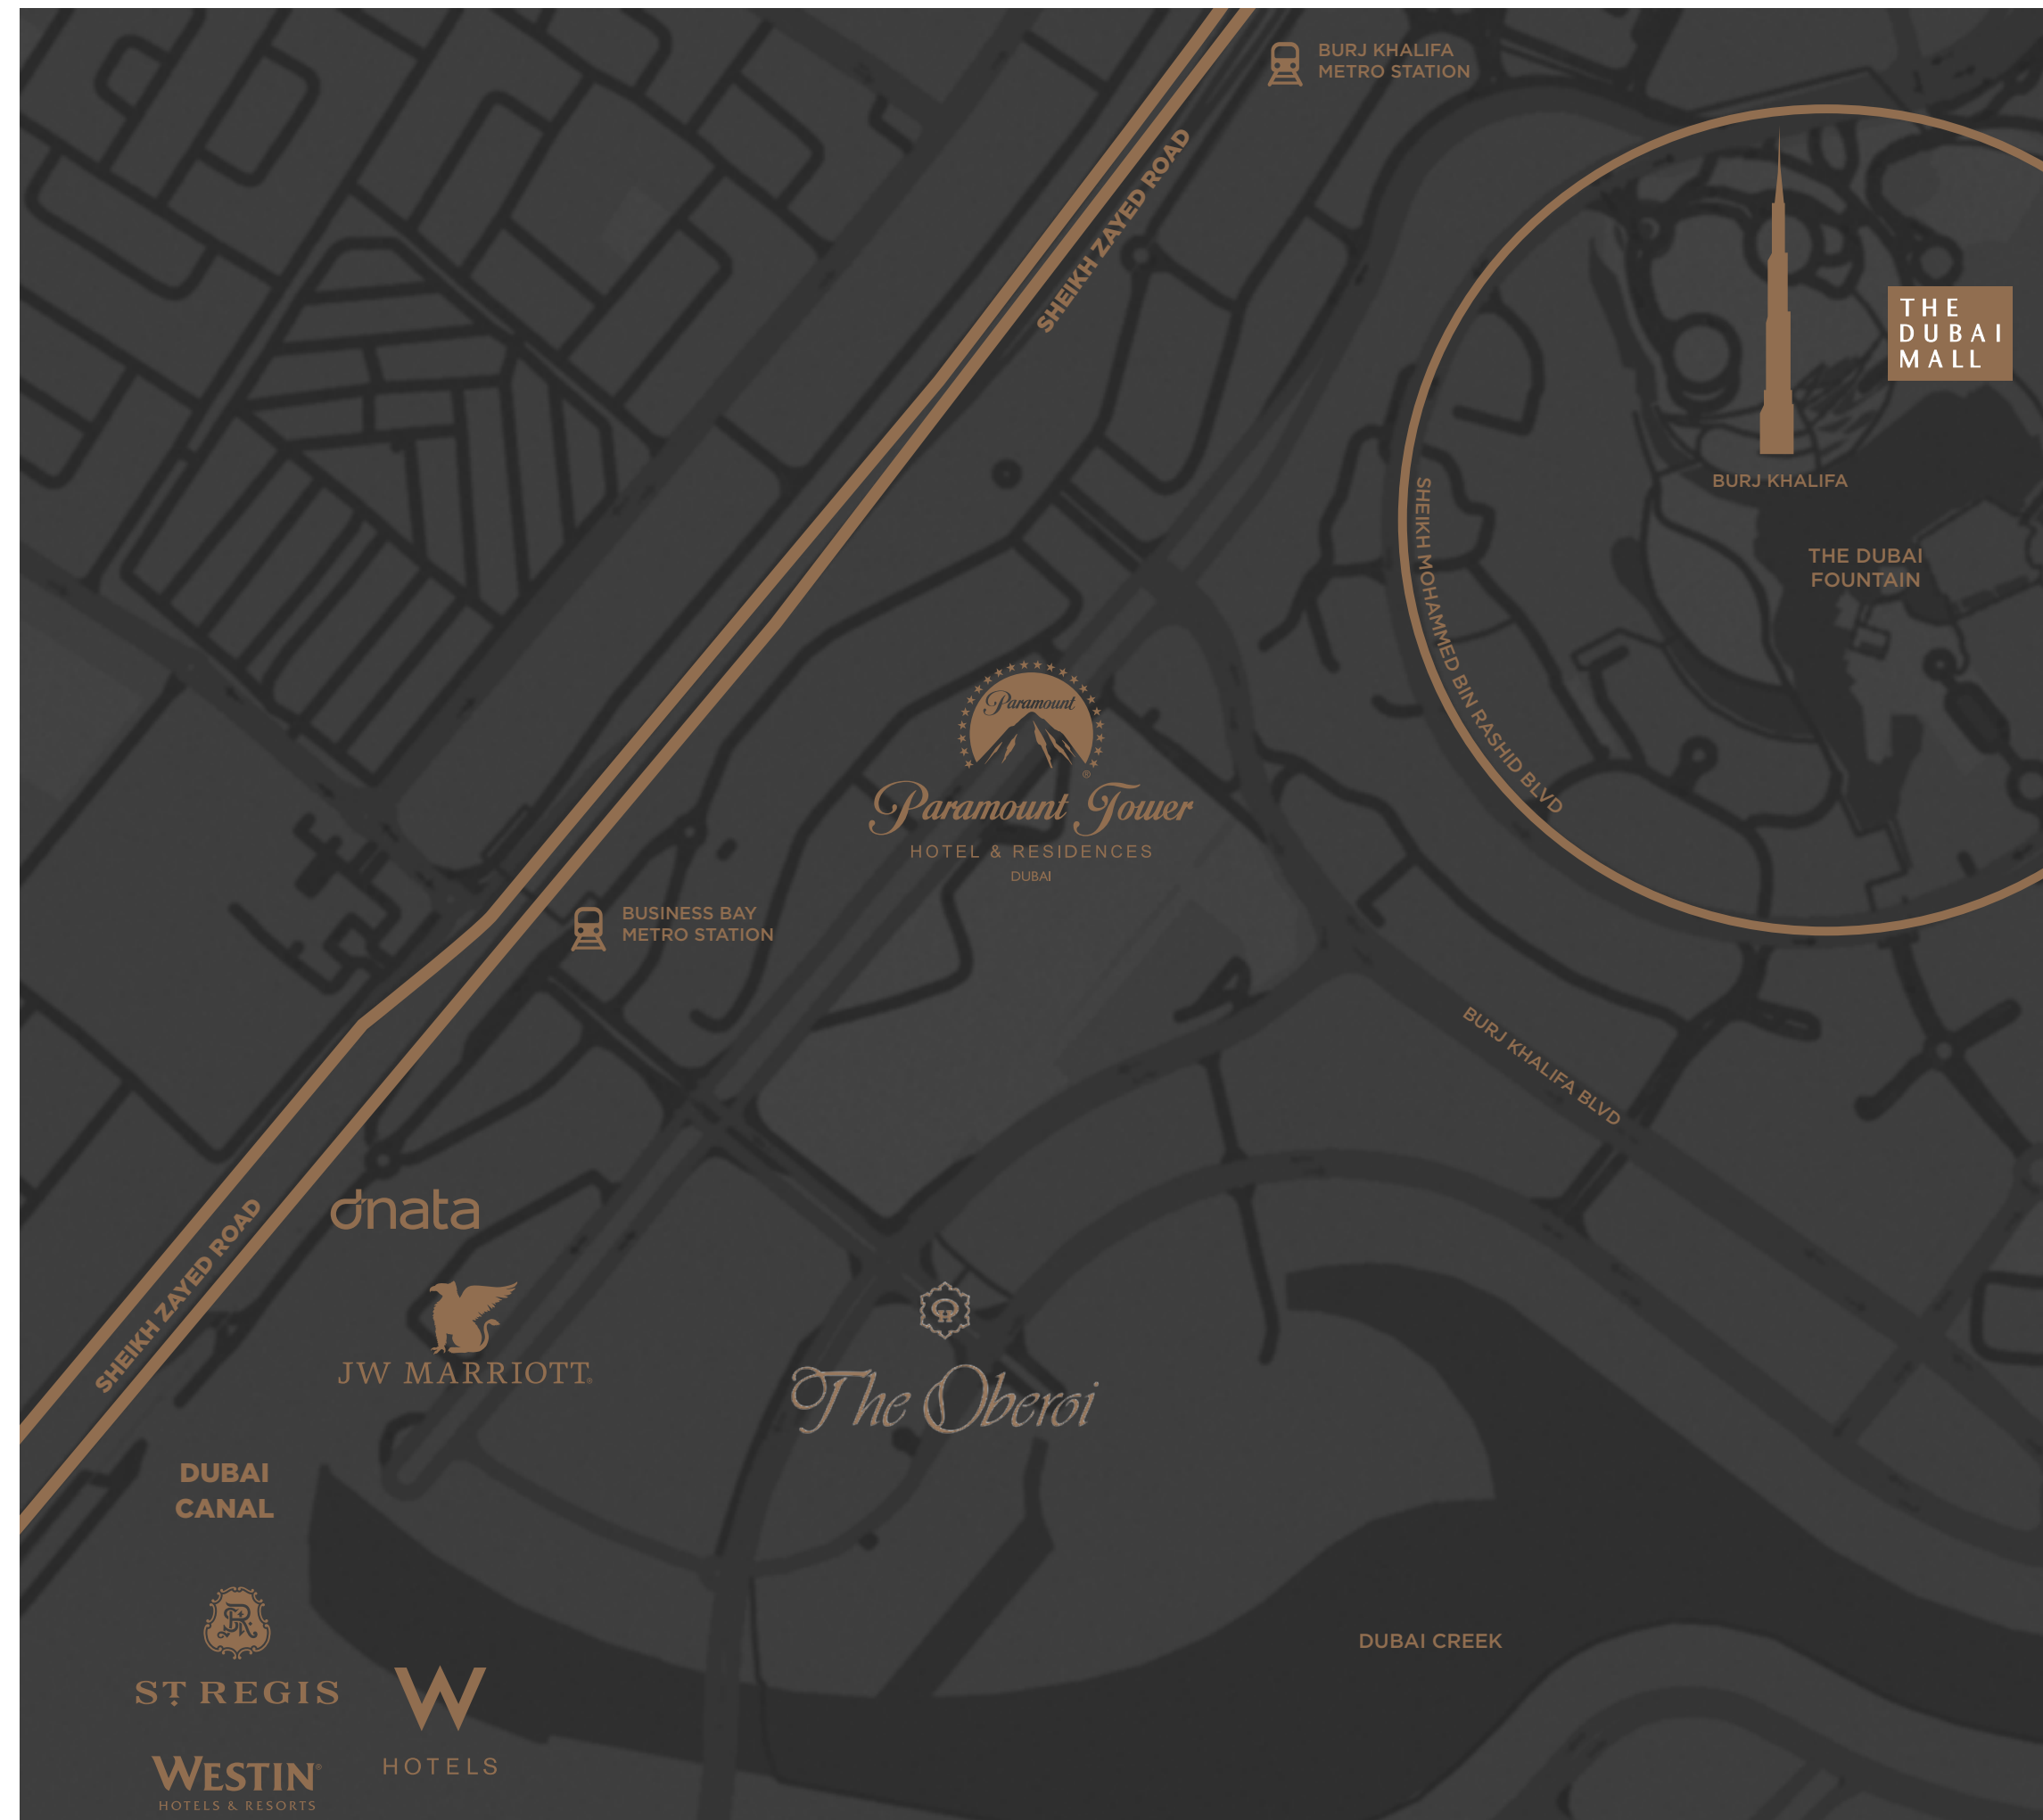 BURJ KHALIFA
METRO STATION
SHEIKH ZAYED ROAD
THE
DUBAI
MALL
BURJ KHALIFA
THE DUBAI
FOUNTAIN
SHEIKH MOHAMMED BIN RASHID BLVD
Paramount
®
Paramount Tower
HOTEL & RESIDENCES
DUBAI
BUSINESS BAY
METRO STATION
BURJ KHALIFA BLVD
dnata
SHEIKH ZAYED ROAD
JW MARRIOTT®
The Oberoi
DUBAI
CANAL
DUBAI CREEK
ST REGIS
W
HOTELS
WESTIN®
HOTELS & RESORTS